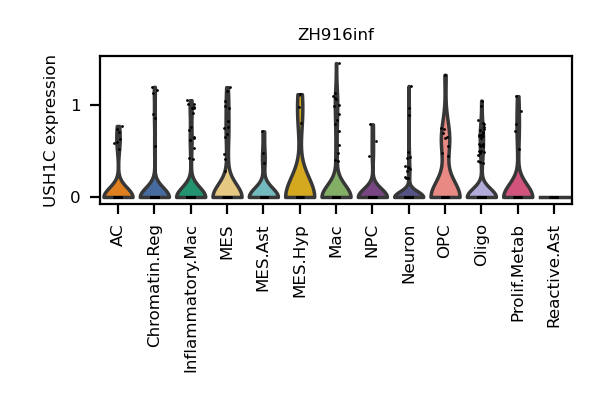 ZH916inf
USH1C expression
1
0
AC
Chromatin.Reg
Inflammatory.Mac
MES
MES.Ast
MES.Hyp
Mac
NPC
Neuron
OPC
Oligo
Prolif.Metab
Reactive.Ast